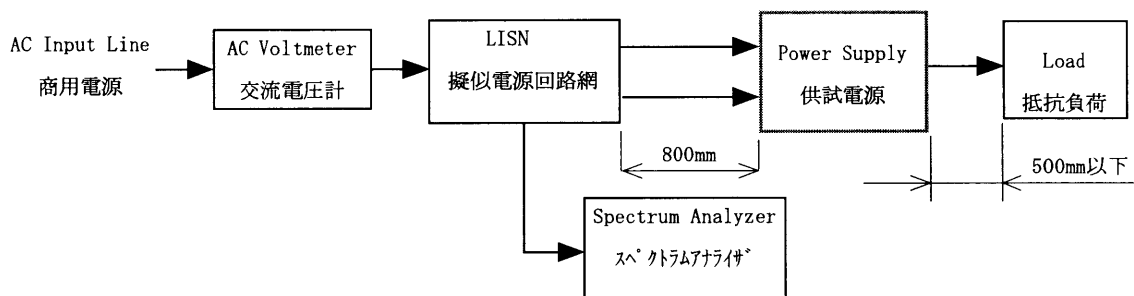 AC Input Line
商用電源
AC Voltmeter
交流電圧計
LISN
擬似電源回路網
Power Supply
供試電源
Load
抵抗負荷
800mm
500mm以下
Spectrum Analyzer
ｽﾍﾟｸﾄﾗﾑｱﾅﾗｲｻﾞ